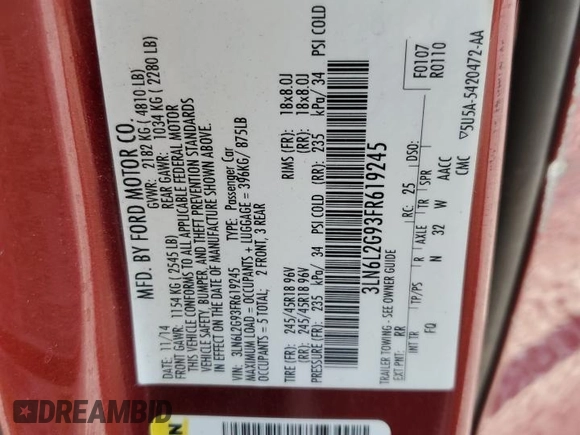 MFD. BY FORD MOTOR CO.
DATE: 11/14 GVWR: 2182 KG ( 4810 LB)
FRONT GAWR: 1154 KG ( 2545 LB) REAR GAWR: 1034 KG ( 2280 LB)
THIS VEHICLE CONFORMS TO ALL APPLICABLE FEDERAL MOTOR
VEHICLE SAFETY, BUMPER, AND THEFT PREVENTION STANDARDS
IN EFFECT ON THE DATE OF MANUFACTURE SHOWN ABOVE.
VIN: 3LN6L2G93FR619245 TYPE: Passenger Car
MAXIMUM LOAD= OCCUPANTS + LUGGAGE = 396KG/ 875LB
OCCUPANTS = 5 TOTAL: 2 FRONT, 3 REAR
TIRE (FR): 245/45R18 96V RIMS (FR): 18x8.0J
(RR): 245/45R18 96V (RR): 18x8.0J
PRESSURE (FR): 235 kPa/ 34 PSI COLD (RR): 235 kPa/ 34 PSI COLD
3LN6L2G93FR619245
TRAILER TOWING - SEE OWNER GUIDE
F0107
R0110
EXT PNT: RR RC: 25 DSO:
INT TR TP/PS R AXLE TR SPR
FQ N 32 W AACC
CMC ▽5U5A-5420472-AA
N
DREAMBID